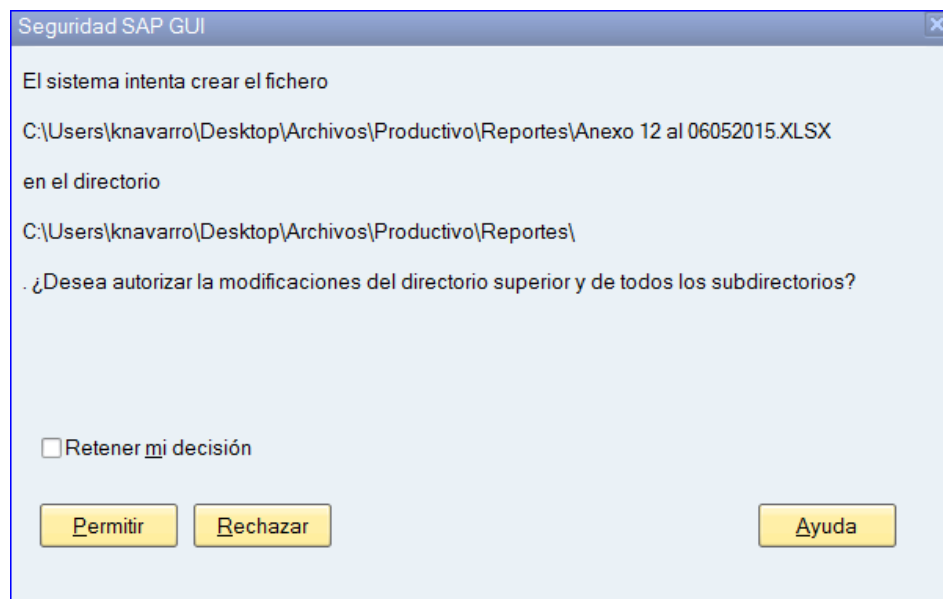 Seguridad SAP GUI
El sistema intenta crear el fichero
C:\Users\knavarro\Desktop\Archivos\Productivo\Reportes\Anexo 12 al 06052015.XLSX
en el directorio
C:\Users\knavarro\Desktop\Archivos\Productivo\Reportes\
. ¿Desea autorizar la modificaciones del directorio superior y de todos los subdirectorios?
Retener mi decisión
Permitir Rechazar Ayuda